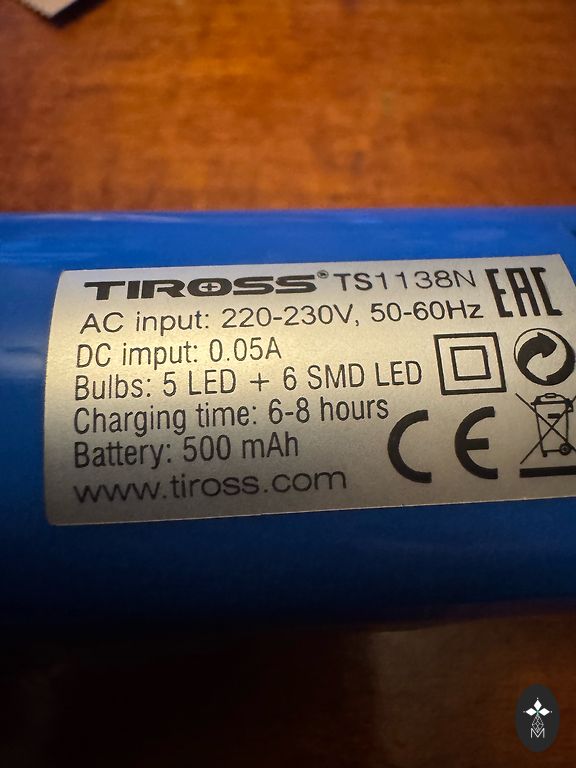 TIROSS® TS1138N EAC
AC input: 220-230V, 50-60Hz
DC imput: 0.05A
Bulbs: 5 LED + 6 SMD LED
Charging time: 6-8 hours
Battery: 500 mAh
CE
www.tiross.com
M